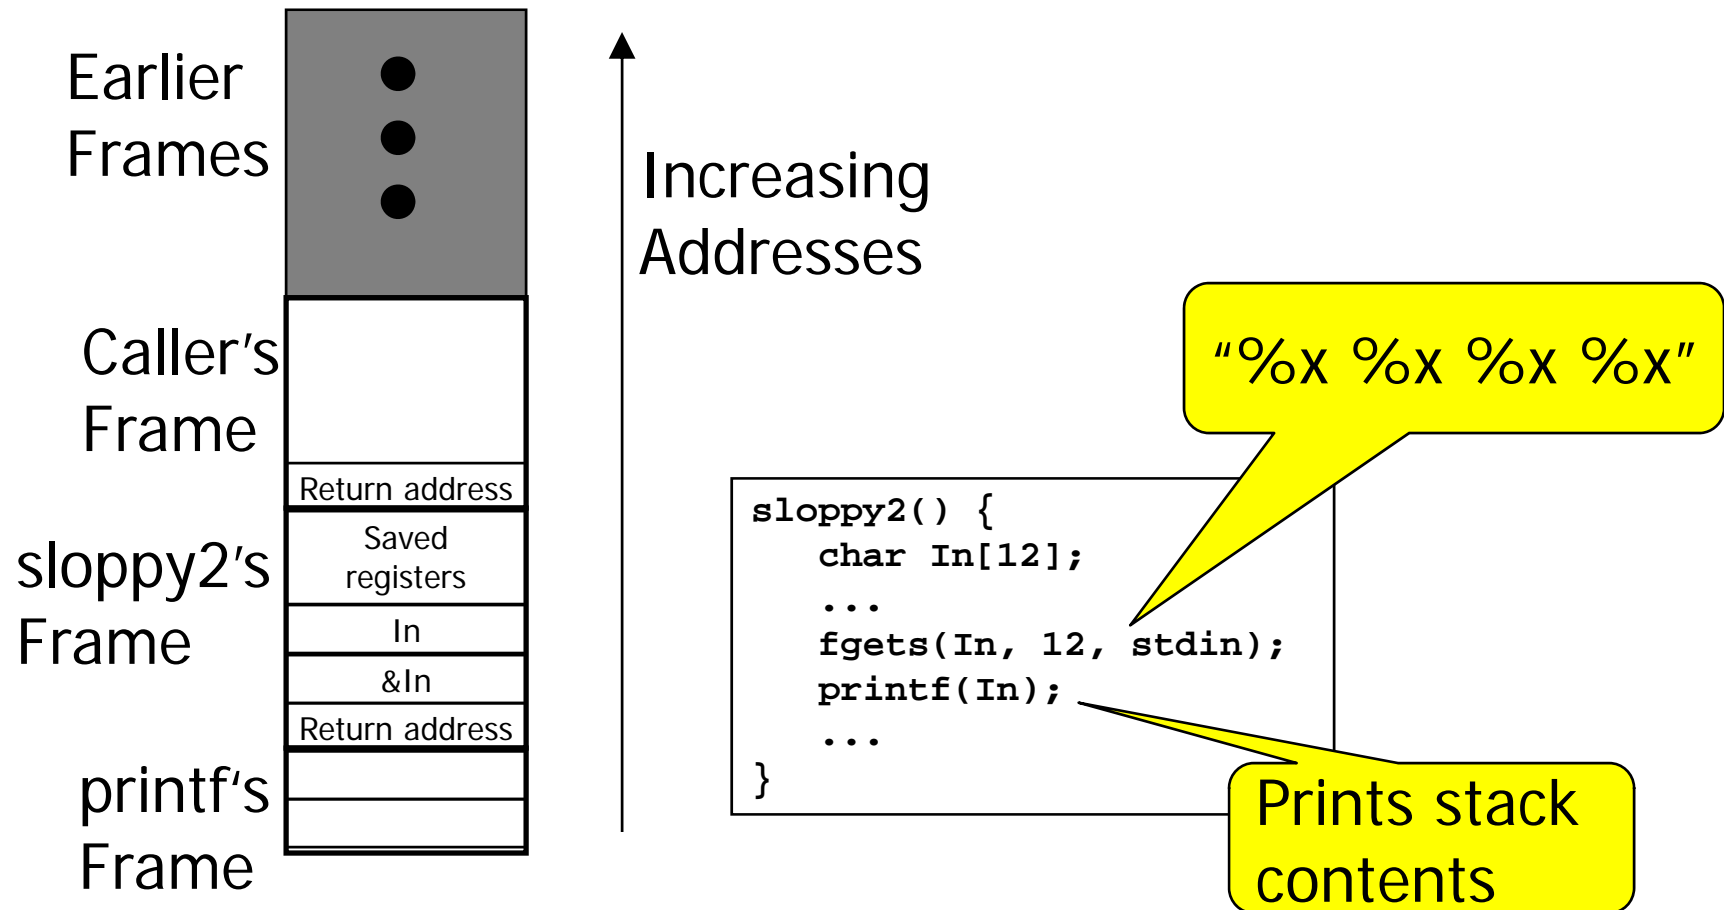 Earlier
Frames
Increasing
Addresses
Caller's
Frame
Return address
sloppy2's
Frame
Saved
registers
In
&In
Return address
printf's
Frame
“%x %x %x %x”
sloppy2() {
char In[12];
...
fgets(In, 12, stdin);
printf(In);
...
}
Prints stack
contents